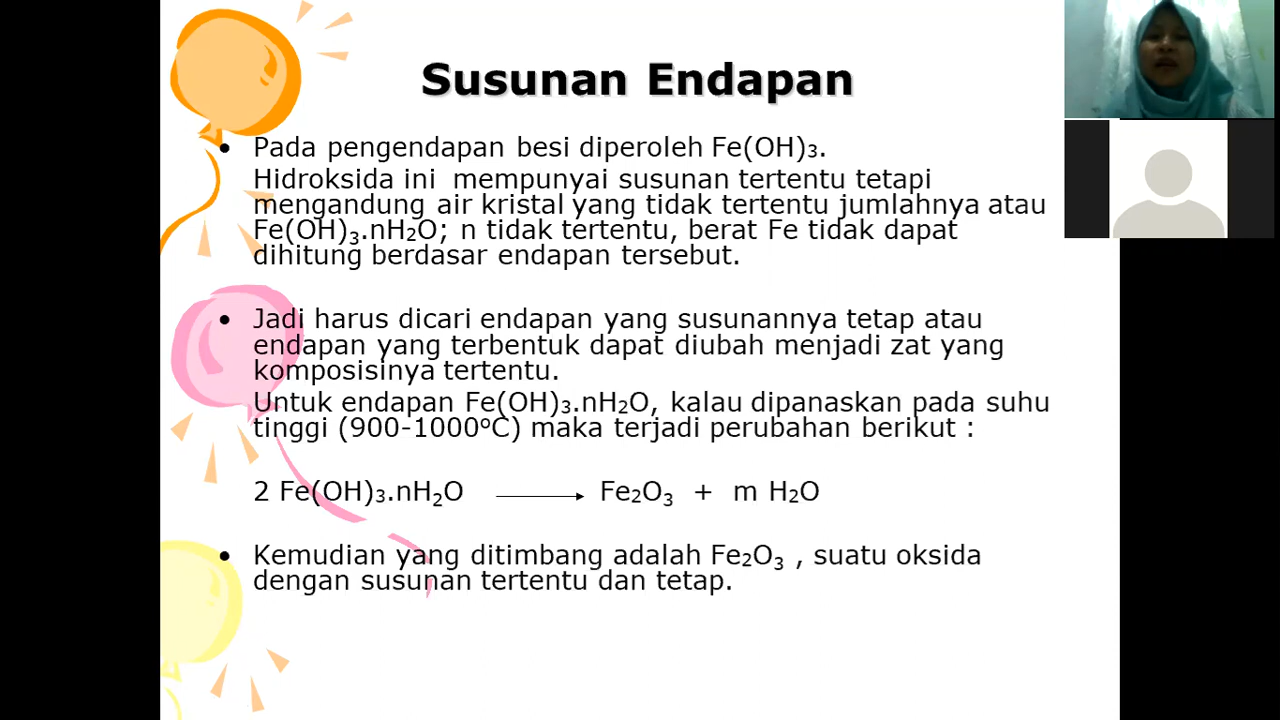 Susunan Endapan
• Pada pengendapan besi diperoleh Fe(OH)₃.
Hidroksida ini mempunyai susunan tertentu tetapi
mengandung air kristal yang tidak tertentu jumlahnya atau
Fe(OH)₃.nH₂O; n tidak tertentu, berat Fe tidak dapat
dihitung berdasar endapan tersebut.
• Jadi harus dicari endapan yang susunannya tetap atau
endapan yang terbentuk dapat diubah menjadi zat yang
komposisinya tertentu.
Untuk endapan Fe(OH)₃.nH₂O, kalau dipanaskan pada suhu
tinggi (900-1000ºC) maka terjadi perubahan berikut :
2 Fe(OH)₃.nH₂O → Fe₂O₃ + m H₂O
• Kemudian yang ditimbang adalah Fe₂O₃ , suatu oksida
dengan susunan tertentu dan tetap.